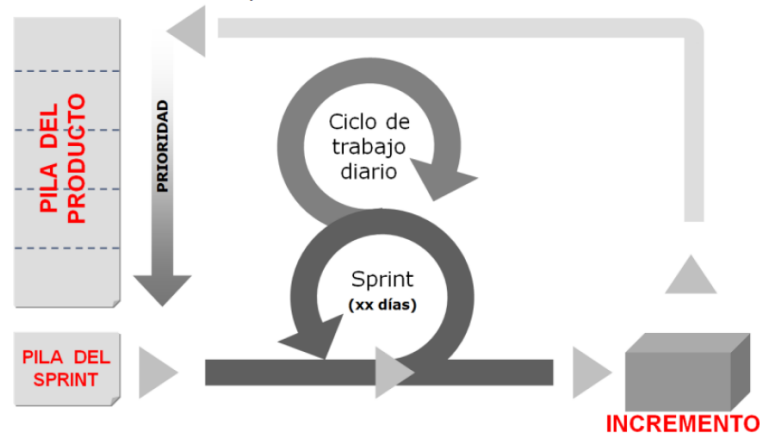 PILA DEL
PRODUCTO
PRIORIDAD
Ciclo de
trabajo
diario
Sprint
(xx días)
PILA DEL
SPRINT
INCREMENTO